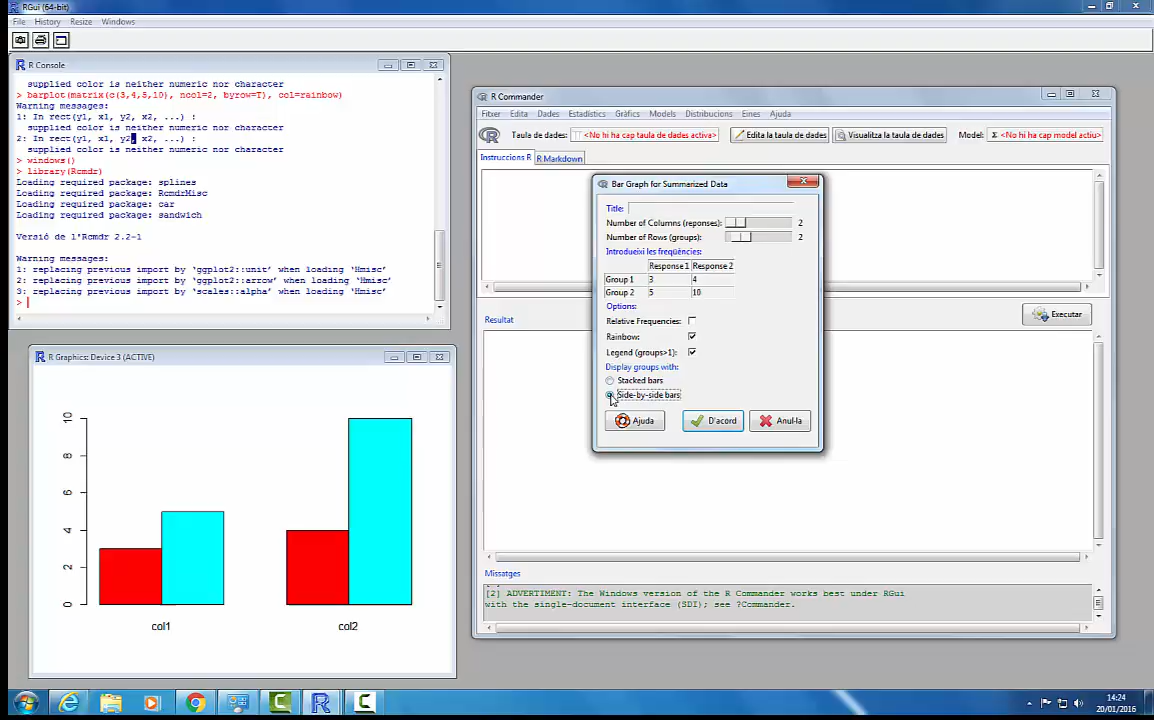 RGui (64-bit)
File History Resize Windows
R Console
supplied color is neither numeric nor character
> barplot(matrix(c(3,4,5,10), ncol=2, byrow=T), col=rainbow)
Warning messages:
1: In rect(y1, x1, y2, x2, ...) :
supplied color is neither numeric nor character
2: In rect(y1, x1, y2, x2, ...) :
supplied color is neither numeric nor character
> windows()
> library(Rcmdr)
Loading required package: splines
Loading required package: RcmdrMisc
Loading required package: car
Loading required package: sandwich
Versió de l'Rcmdr 2.2-1
Warning messages:
1: replacing previous import by ‘ggplot2::unit’ when loading ‘Hmisc’
2: replacing previous import by ‘ggplot2::arrow’ when loading ‘Hmisc’
3: replacing previous import by ‘scales::alpha’ when loading ‘Hmisc’
>
R Graphics: Device 3 (ACTIVE)
10
8
6
4
2
0
col1 col2
R Commander
Fitxer Edita Dades Estadístics Gràfics Models Distribucions Eines Ajuda
Taula de dades: <No hi ha cap taula de dades activa> Edita la taula de dades Visualitza la taula de dades Model: Σ <No hi ha cap model actiu>
Instruccions R R Markdown
Resultat
Executar
Missatges
[2] ADVERTIMENT: The Windows version of the R Commander works best under RGui
with the single-document interface (SDI); see ?Commander.
Bar Graph for Summarized Data
Title:
Number of Columns (reponses): 2
Number of Rows (groups): 2
Introdueixi les freqüències:
Response 1 Response 2
Group 1 3 4
Group 2 5 10
Options:
Relative Frequencies:
Rainbow:
Legend (groups>1):
Display groups with:
Stacked bars
Side-by-side bars
Ajuda D'acord Anul·la
14:24
20/01/2016